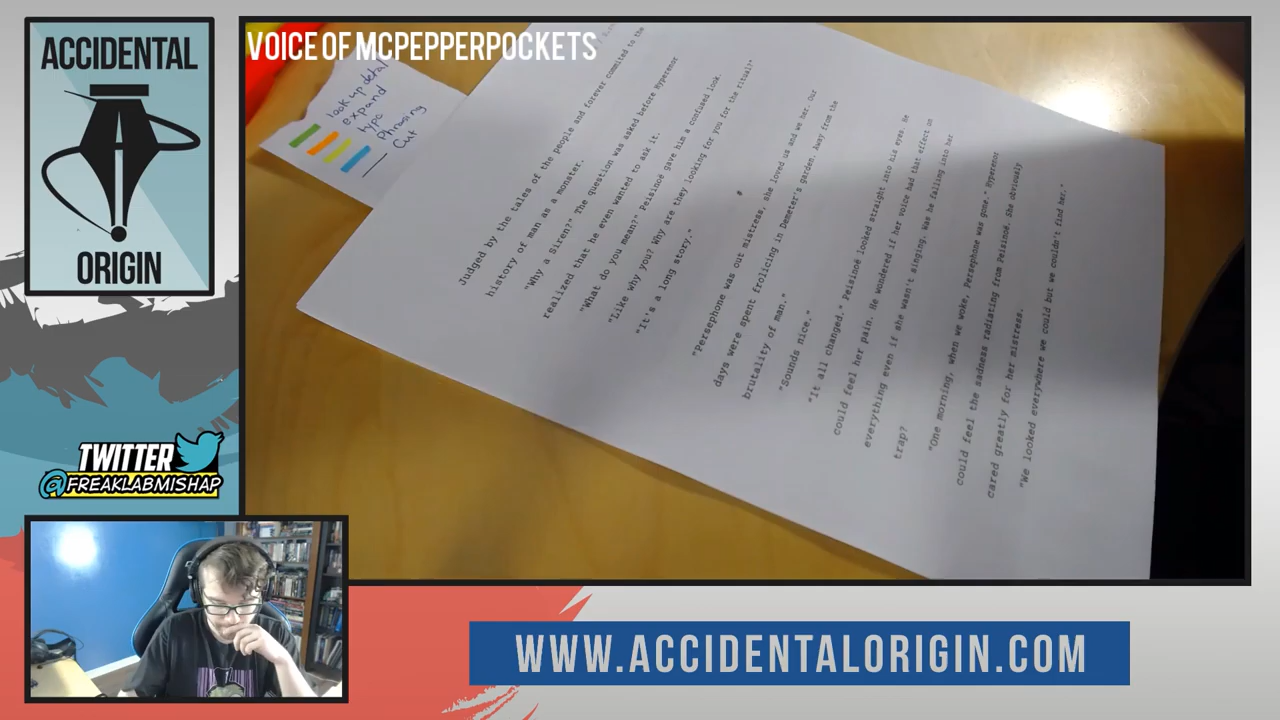 VOICE OF MCPEPPERPOCKETS
ACCIDENTAL
ORIGIN
look up detail
expand
typo
Phrasing
Cut
Judged by the tales of the people and forever commited to the
history of man as a monster.
"Why a Siren?" The question was asked before Hyperenor
realized that he even wanted to ask it.
"What do you mean?" Peisinoë gave him a confused look.
"Like why you? Why are they looking for you for the ritual?"
"It's a long story."
"Persephone was out mistress, she loved us and we her. Our
days were spent frolicing in Demeter's garden. Away from the
brutality of man."
"Sounds nice."
"It all changed." Peisinoë looked straight into his eyes. He
could feel her pain. He wondered if her voice had that effect on
everything even if she wasn't singing. Was he falling into her
trap?
"One morning, when we woke, Persephone was gone." Hyperenor
could feel the sadness radiating from Peisinoë. She obviously
cared greatly for her mistress.
"We looked everywhere we could but we couldn't find her."
TWITTER
@FREAKLABMISHAP
WWW.ACCIDENTALORIGIN.COM